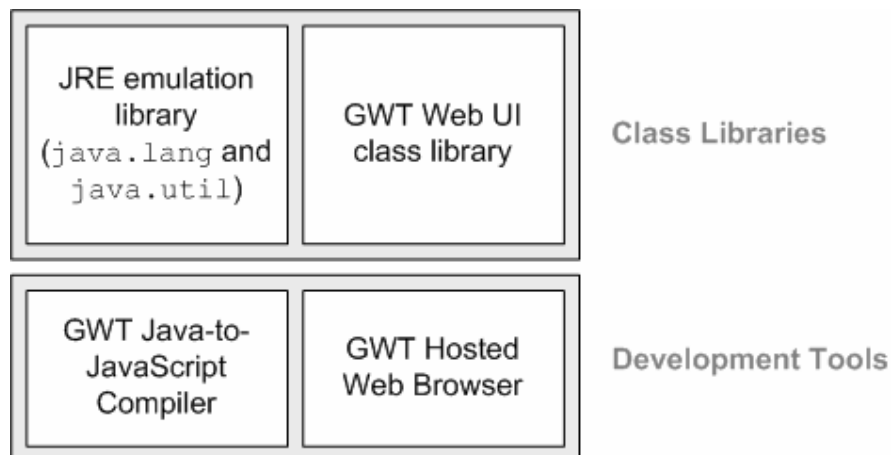 JRE emulation
library
(java.lang and
java.util)
GWT Web UI
class library
Class Libraries
GWT Java-to-
JavaScript
Compiler
GWT Hosted
Web Browser
Development Tools